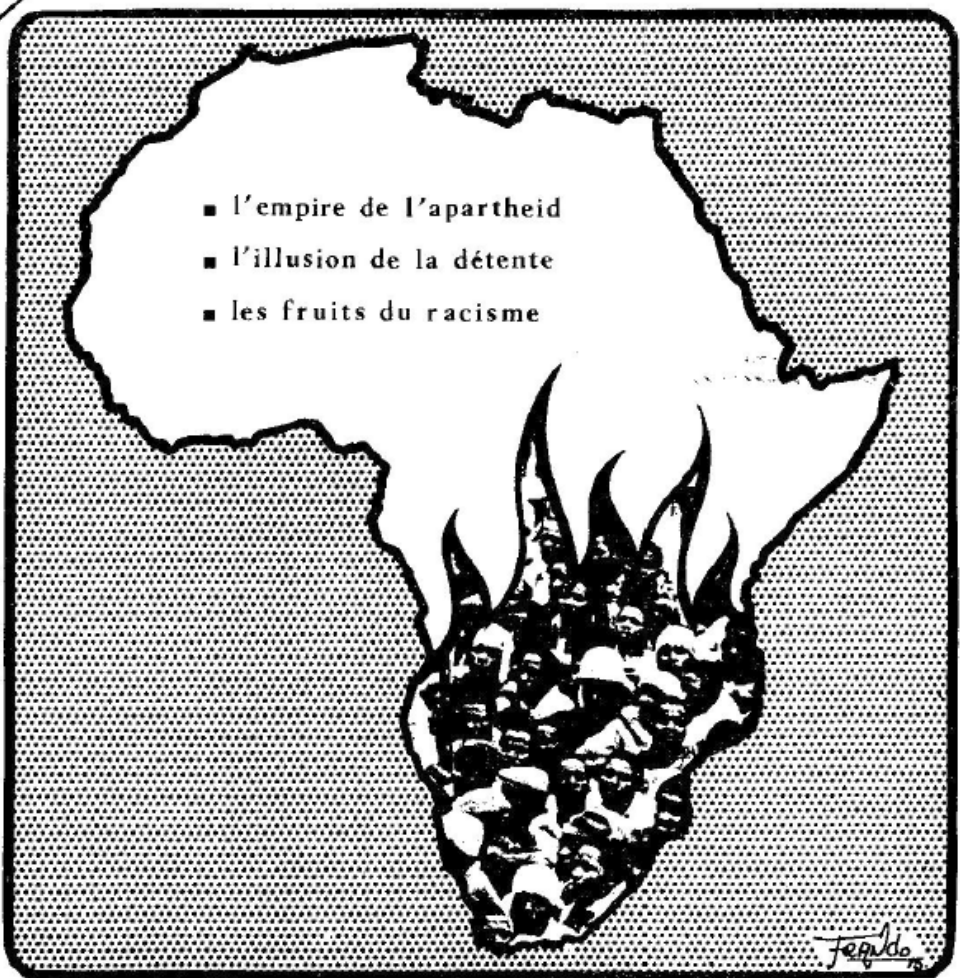 ▪ l'empire de l'apartheid
▪ l'illusion de la détente
▪ les fruits du racisme